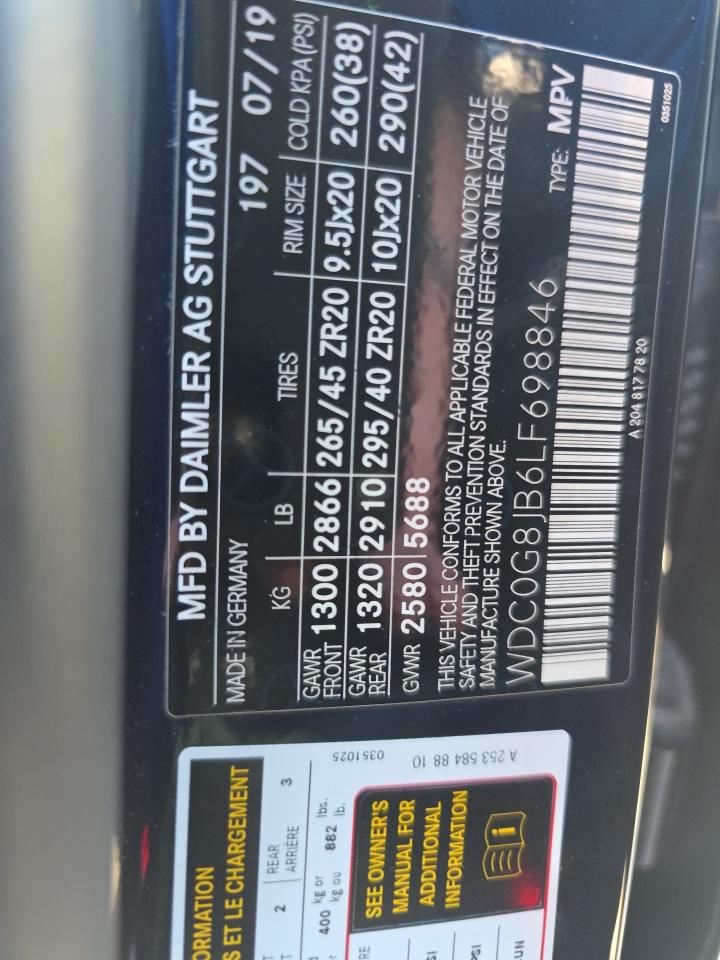 MFD BY DAIMLER AG STUTTGART
MADE IN GERMANY 197 07/19
KG LB TIRES RIM SIZE COLD KPA (PSI)
GAWR FRONT 1300 2866 265/45 ZR20 9.5Jx20 260(38)
GAWR REAR 1320 2910 295/40 ZR20 10Jx20 290(42)
GVWR 2580 5688
THIS VEHICLE CONFORMS TO ALL APPLICABLE FEDERAL MOTOR VEHICLE
SAFETY AND THEFT PREVENTION STANDARDS IN EFFECT ON THE DATE OF
MANUFACTURE SHOWN ABOVE.
WDC0G8JB6LF698846 TYPE: MPV
0351025
A 204 817 78 20
ORMATION
S ET LE CHARGEMENT
2 REAR ARRIÈRE 3
400 kg or 882 lbs.
kg ou lb.
SEE OWNER'S
MANUAL FOR
ADDITIONAL
INFORMATION
0351025
A 253 584 88 10